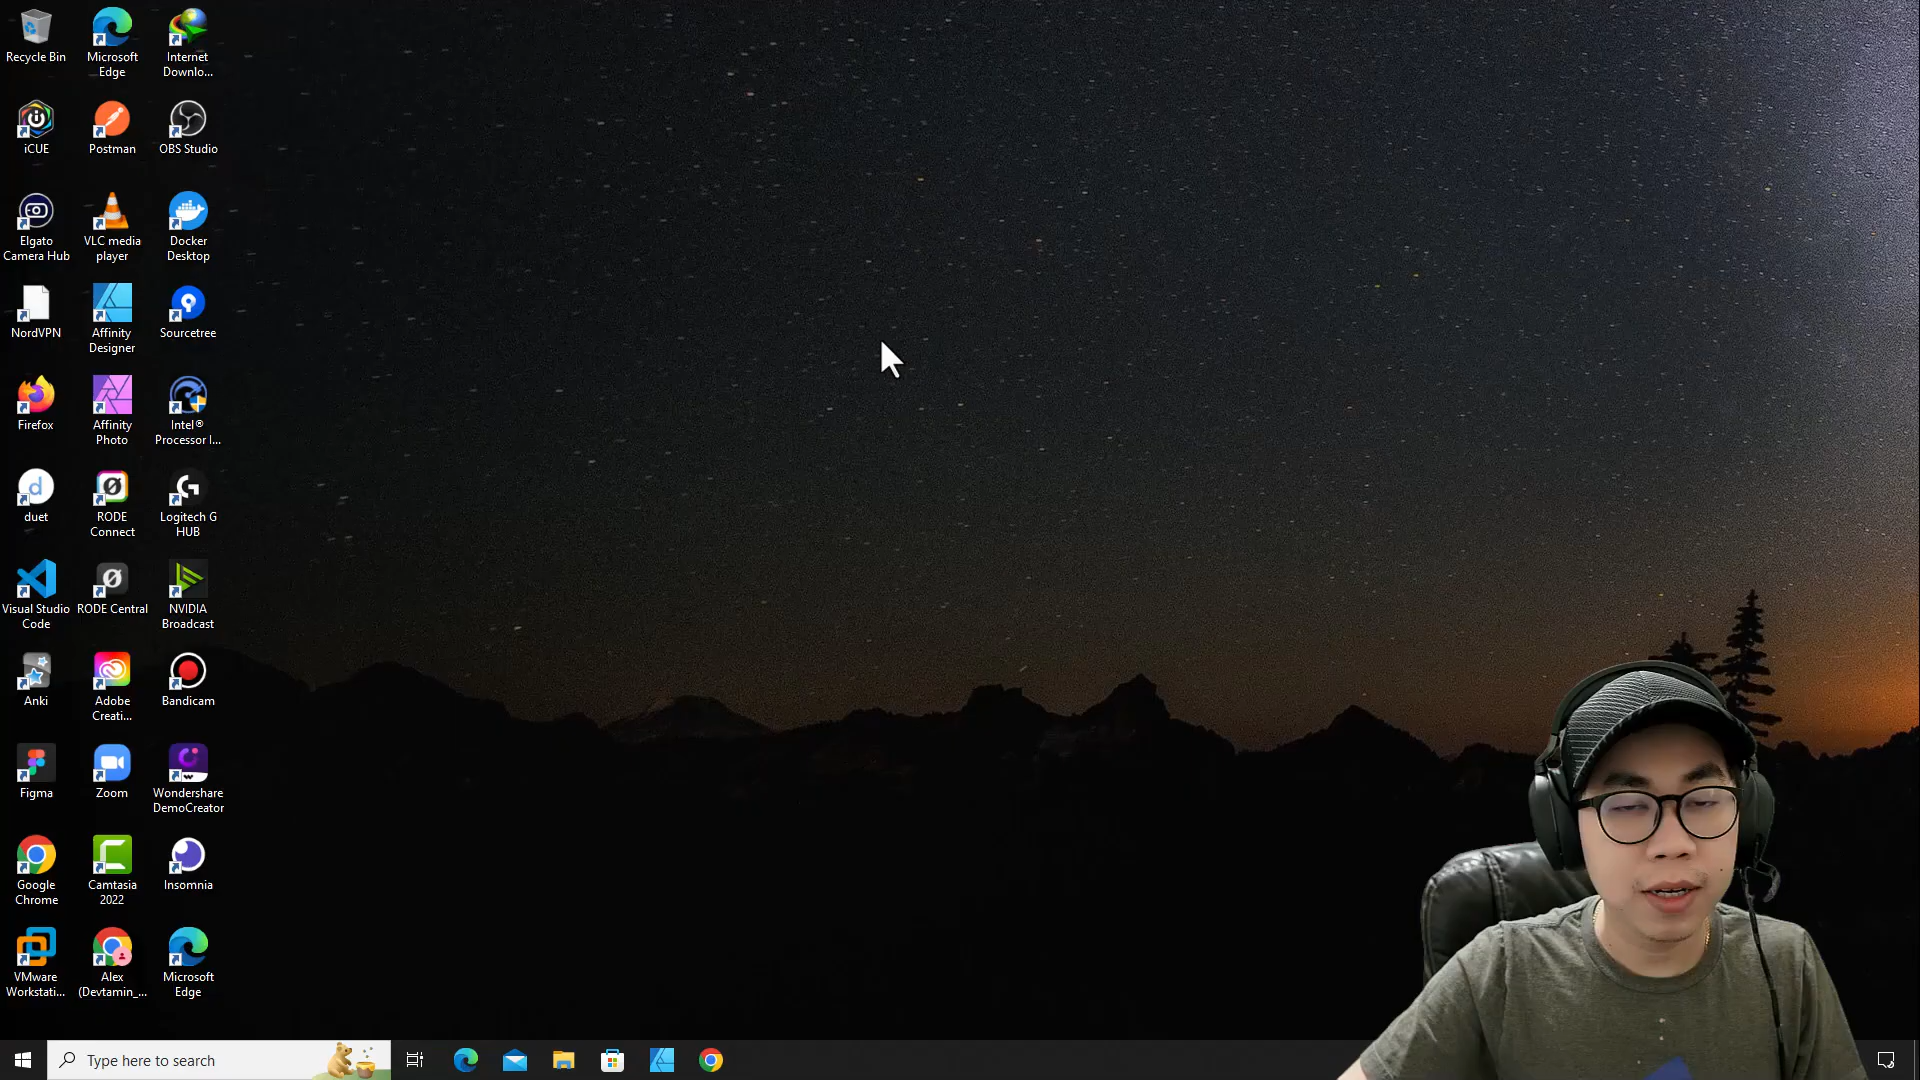 Recycle Bin
Microsoft
Edge
Internet
Downlo...
iCUE
Postman
OBS Studio
Elgato
Camera Hub
VLC media
player
Docker
Desktop
NordVPN
Affinity
Designer
Sourcetree
Firefox
Affinity
Photo
Intel®
Processor I...
duet
RODE
Connect
Logitech G
HUB
Visual Studio
Code
RODE Central
NVIDIA
Broadcast
Anki
Adobe
Creati...
Bandicam
Figma
Zoom
Wondershare
DemoCreator
Google
Chrome
Camtasia
2022
Insomnia
VMware
Workstati...
Alex
(Devtamin_...
Microsoft
Edge
Type here to search